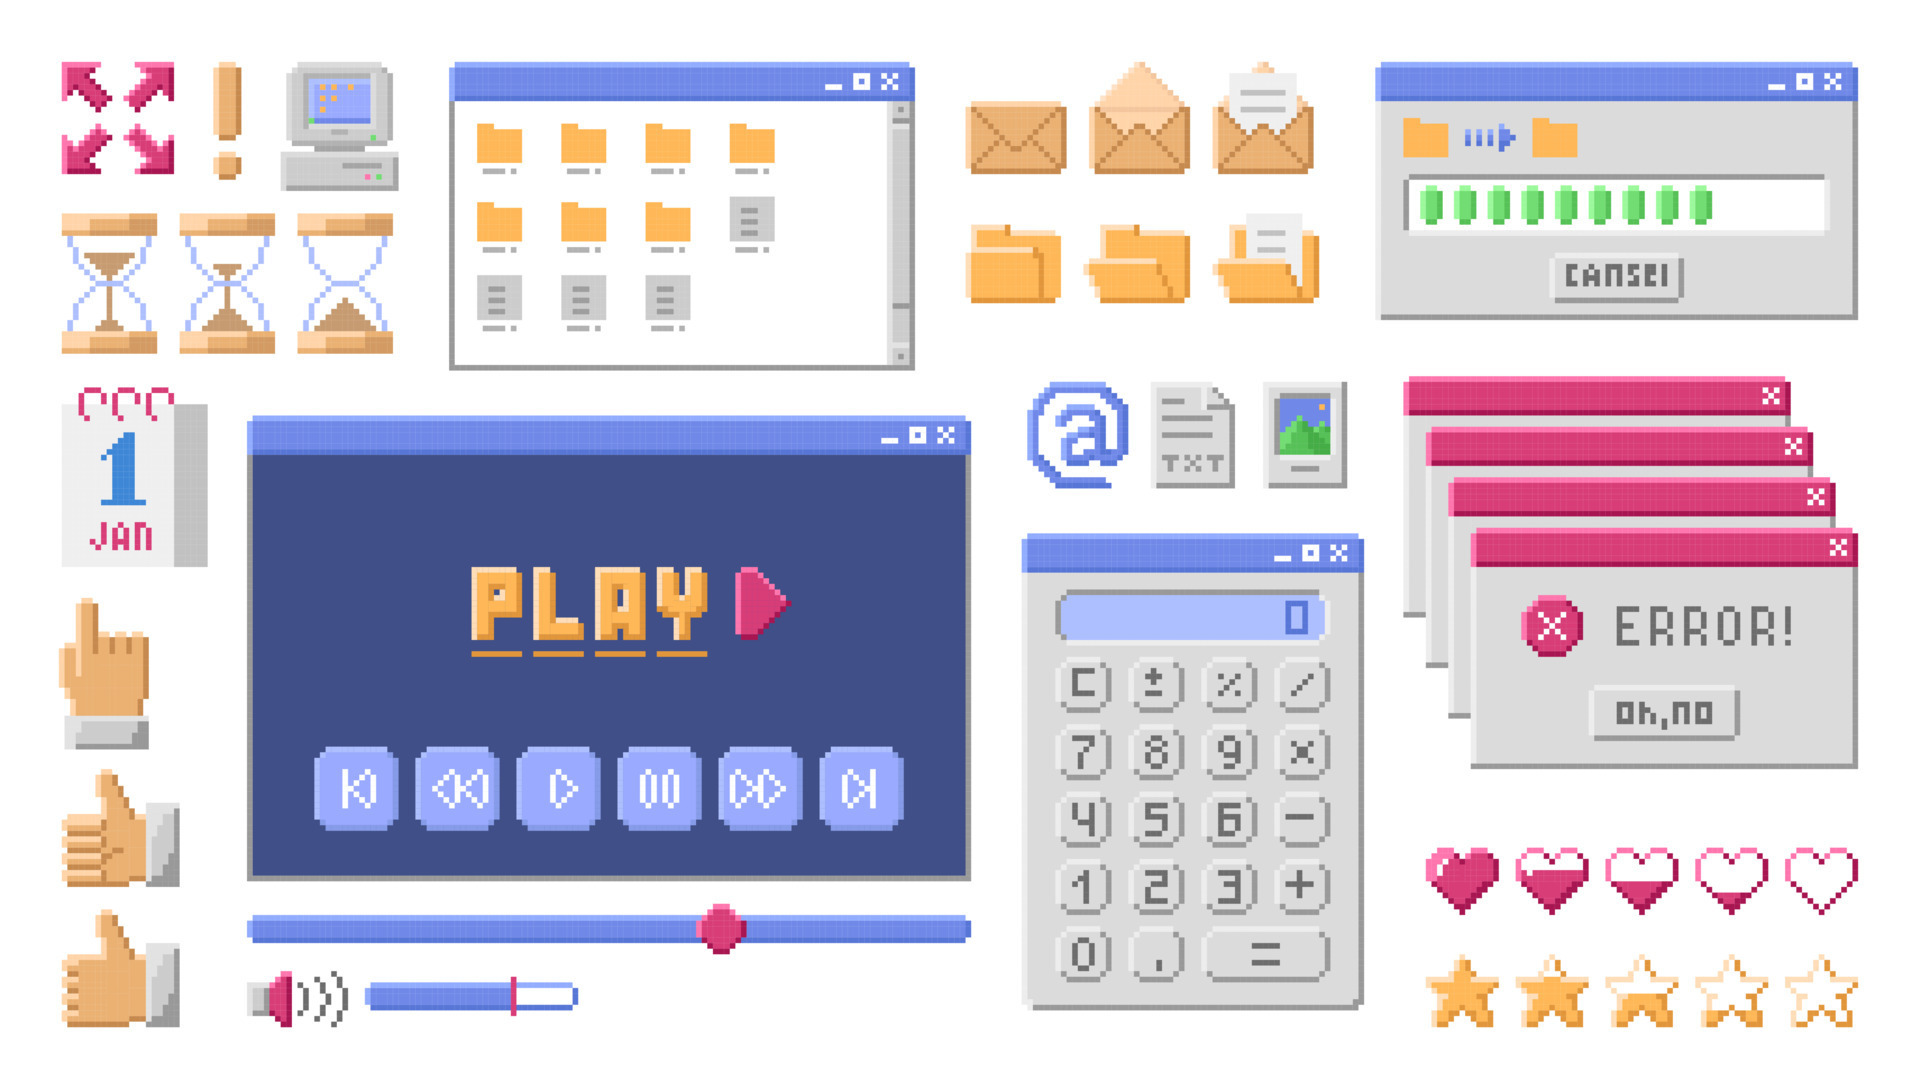 CANSEl
1
JAN
PLAY
TXT
ERROR!
oh,no
0
C ± % /
7 8 9 x
4 5 6 −
1 2 3 +
0 . =